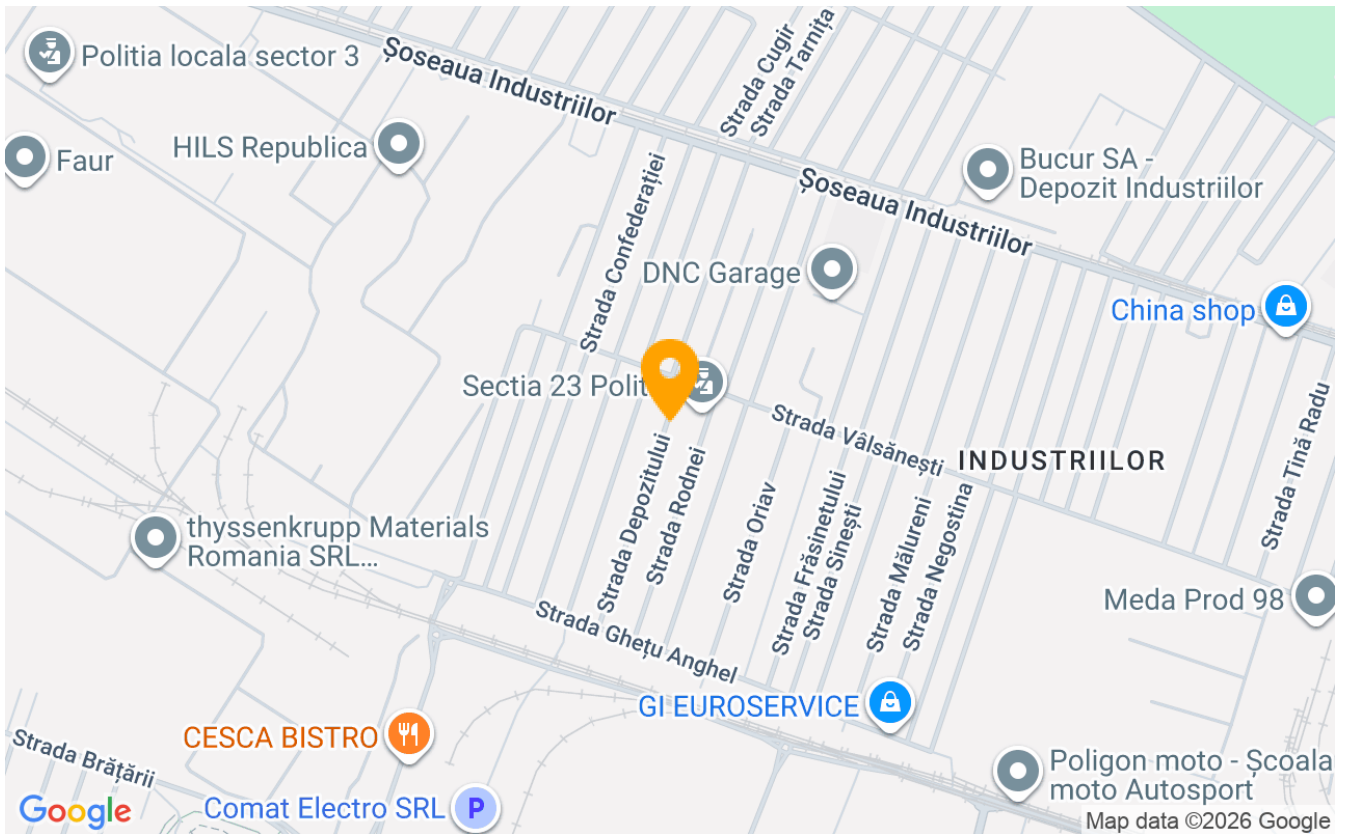 Politia locala sector 3
Șoseaua Industriilor
Strada Cugir
Strada Tarnița
Faur
HILS Republica
Bucur SA -
Depozit Industriilor
Strada Confederației
Șoseaua Industriilor
DNC Garage
China shop
Sectia 23 Polit
Strada Vâlsănești
INDUSTRIILOR
Strada Tină Radu
Strada Depozitului
Strada Rodnei
Strada Oriav
Strada Frăsinetului
Strada Sinești
Strada Mălureni
Strada Negostina
thyssenkrupp Materials
Romania SRL...
Meda Prod 98
Strada Ghețu Anghel
GI EUROSERVICE
CESCA BISTRO
Strada Brățării
Poligon moto - Școala
moto Autosport
Comat Electro SRL
P
Google
Map data ©2026 Google